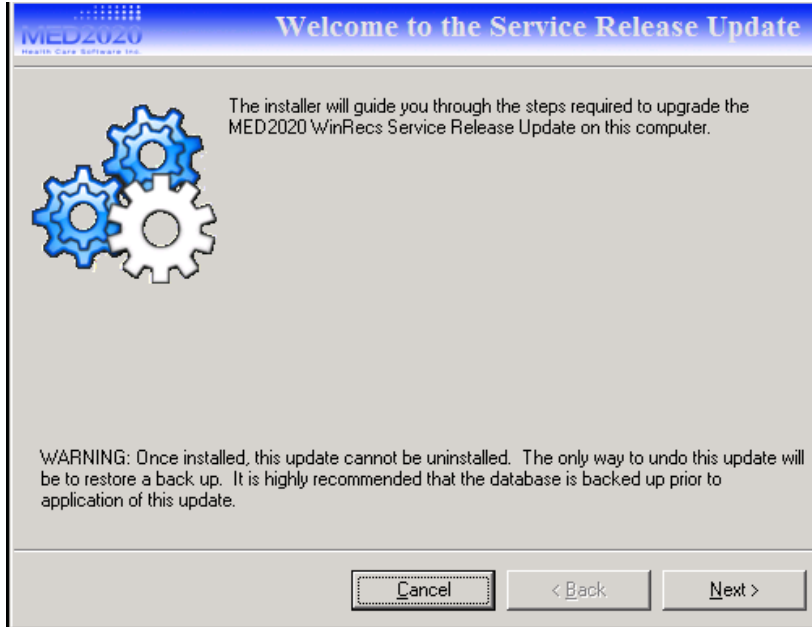 MED2020
Health Care Software Inc.
Welcome to the Service Release Update
The installer will guide you through the steps required to upgrade the
MED2020 WinRecs Service Release Update on this computer.
WARNING: Once installed, this update cannot be uninstalled.  The only way to undo this update will
be to restore a back up.  It is highly recommended that the database is backed up prior to
application of this update.
Cancel
< Back
Next >